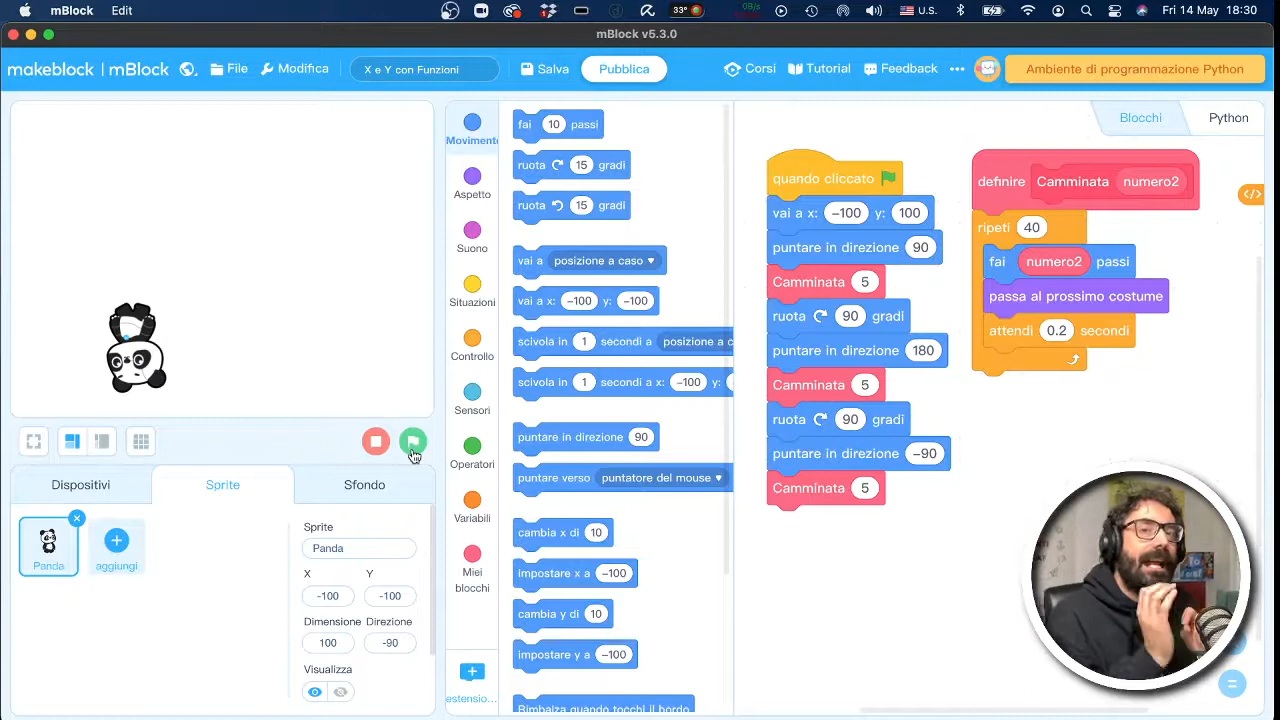 mBlock Edit
33° 0B/s U.S. Fri 14 May 18:30
mBlock v5.3.0
makeblock | mBlock File Modifica X e Y con Funzioni Salva Pubblica Corsi Tutorial Feedback ••• Ambiente di programmazione Python
Blocchi Python
Movimento
Aspetto
Suono
Situazioni
Controllo
Sensori
Operatori
Variabili
Miei
blocchi
estensio...
fai 10 passi
ruota 15 gradi
ruota 15 gradi
vai a posizione a caso
vai a x: -100 y: -100
scivola in 1 secondi a posizione a c
scivola in 1 secondi a x: -100 y:
puntare in direzione 90
puntare verso puntatore del mouse
cambia x di 10
impostare x a -100
cambia y di 10
impostare y a -100
Rimbalza quando tocchi il bordo
quando cliccato
vai a x: -100 y: 100
puntare in direzione 90
Camminata 5
ruota 90 gradi
puntare in direzione 180
Camminata 5
ruota 90 gradi
puntare in direzione -90
Camminata 5
definire Camminata numero2
ripeti 40
fai numero2 passi
passa al prossimo costume
attendi 0.2 secondi
Dispositivi Sprite Sfondo
Panda
aggiungi
Sprite
Panda
X Y
-100 -100
Dimensione Direzione
100 -90
Visualizza